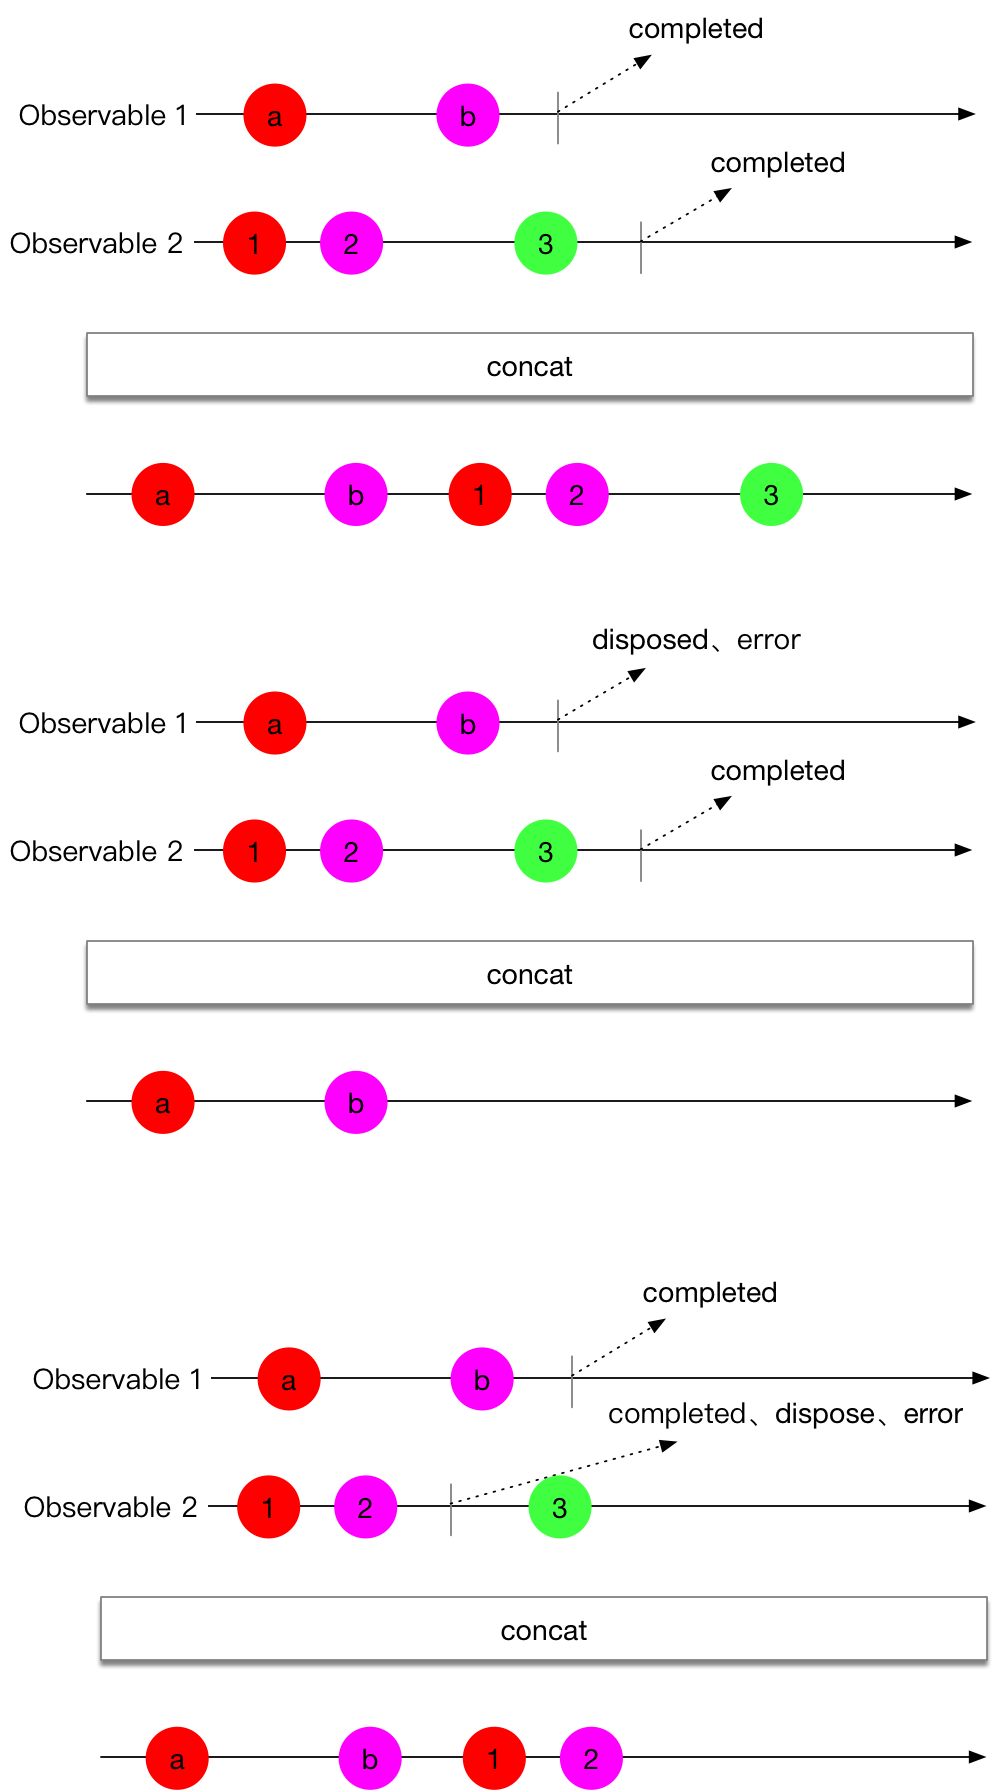 completed
Observable 1 a b
completed
Observable 2 1 2 3
concat
a b 1 2 3
disposed、error
Observable 1 a b
completed
Observable 2 1 2 3
concat
a b
completed
Observable 1 a b
completed、dispose、error
Observable 2 1 2 3
concat
a b 1 2